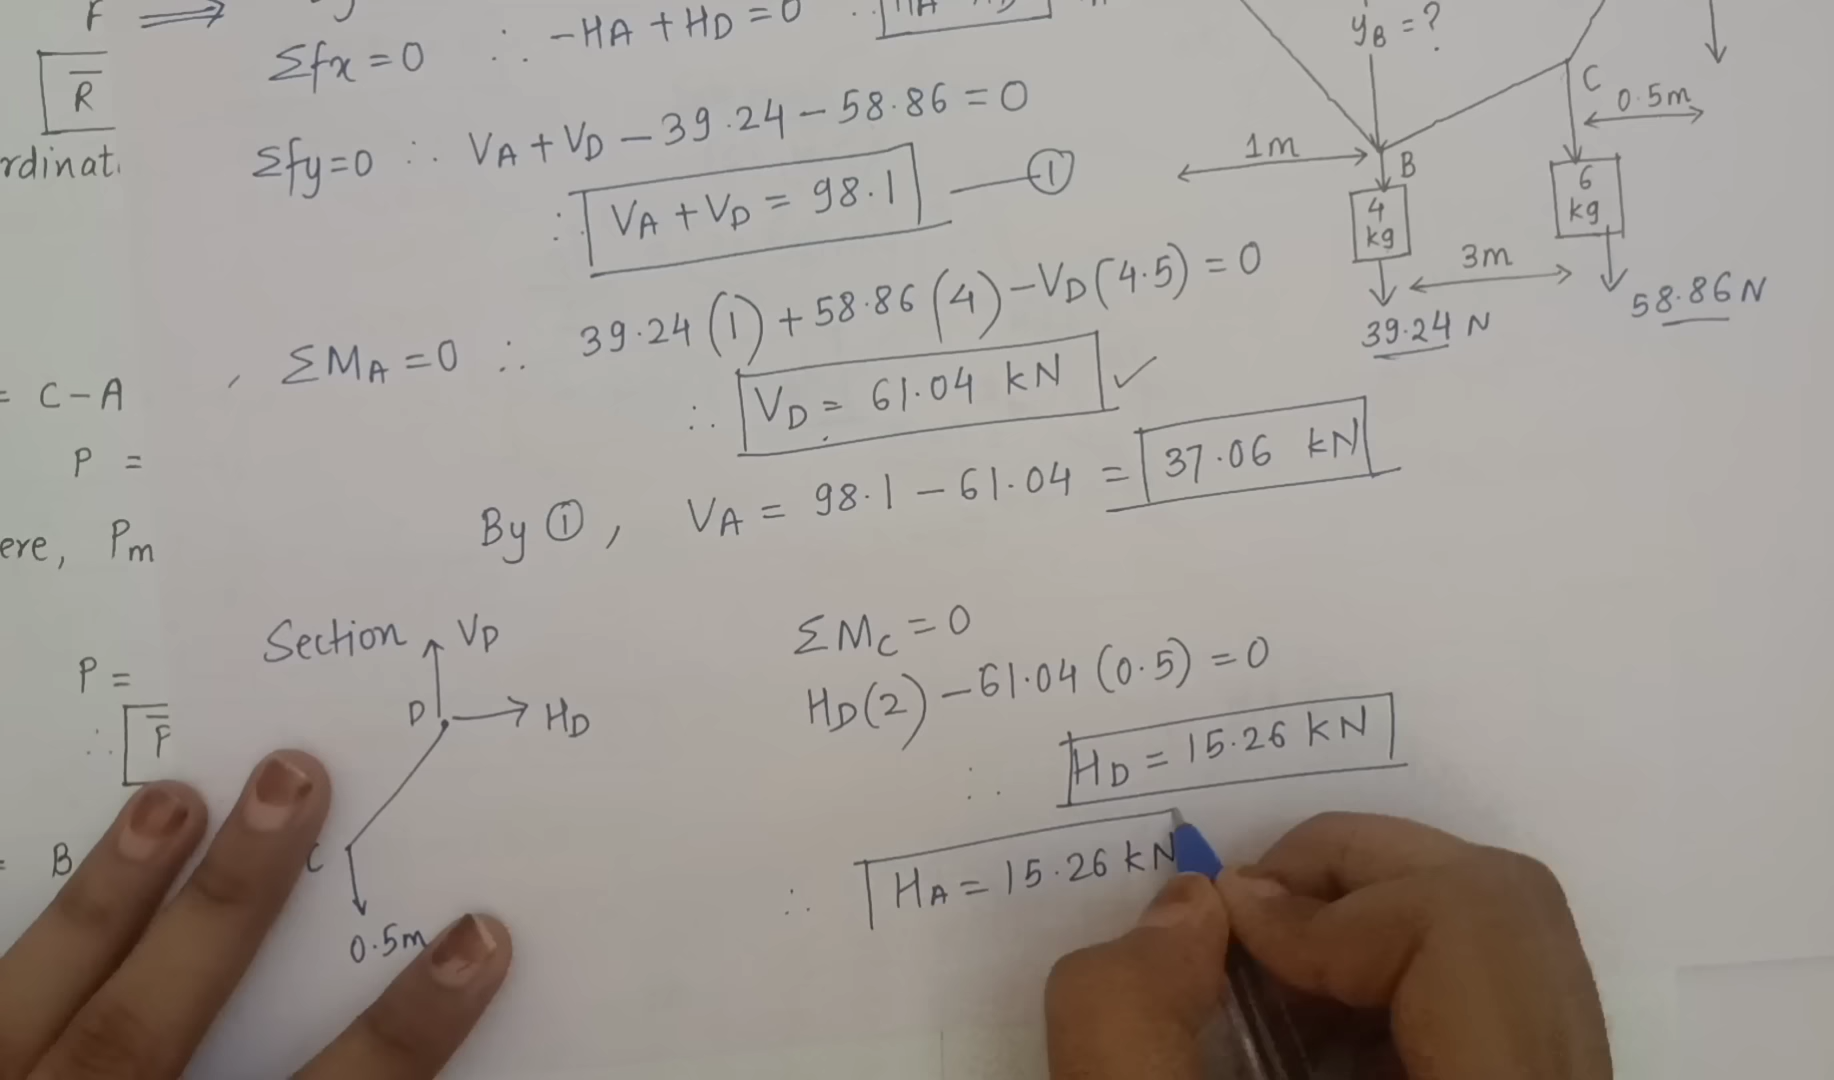 F ⟹
R̄
rdinat
= C-A
P =
ere, Pm
P =
∴ F̄
= B
Σfx = 0 ∴ -HA + HD = 0 ∴
Σfy=0 ∴ VA + VD - 39.24 - 58.86 = 0
∴ VA + VD = 98.1 — ①
, ΣMA = 0 ∴ 39.24 (1) + 58.86 (4) - VD (4.5) = 0
∴ VD = 61.04 kN ✓
By ①, VA = 98.1 - 61.04 = 37.06 kN
yB = ?
C
0.5m
1m
B
4 kg
6 kg
3m
39.24 N
58.86 N
Section
VD
D
HD
C
0.5m
ΣMC = 0
HD(2) - 61.04 (0.5) = 0
∴ HD = 15.26 kN
∴ HA = 15.26 kN